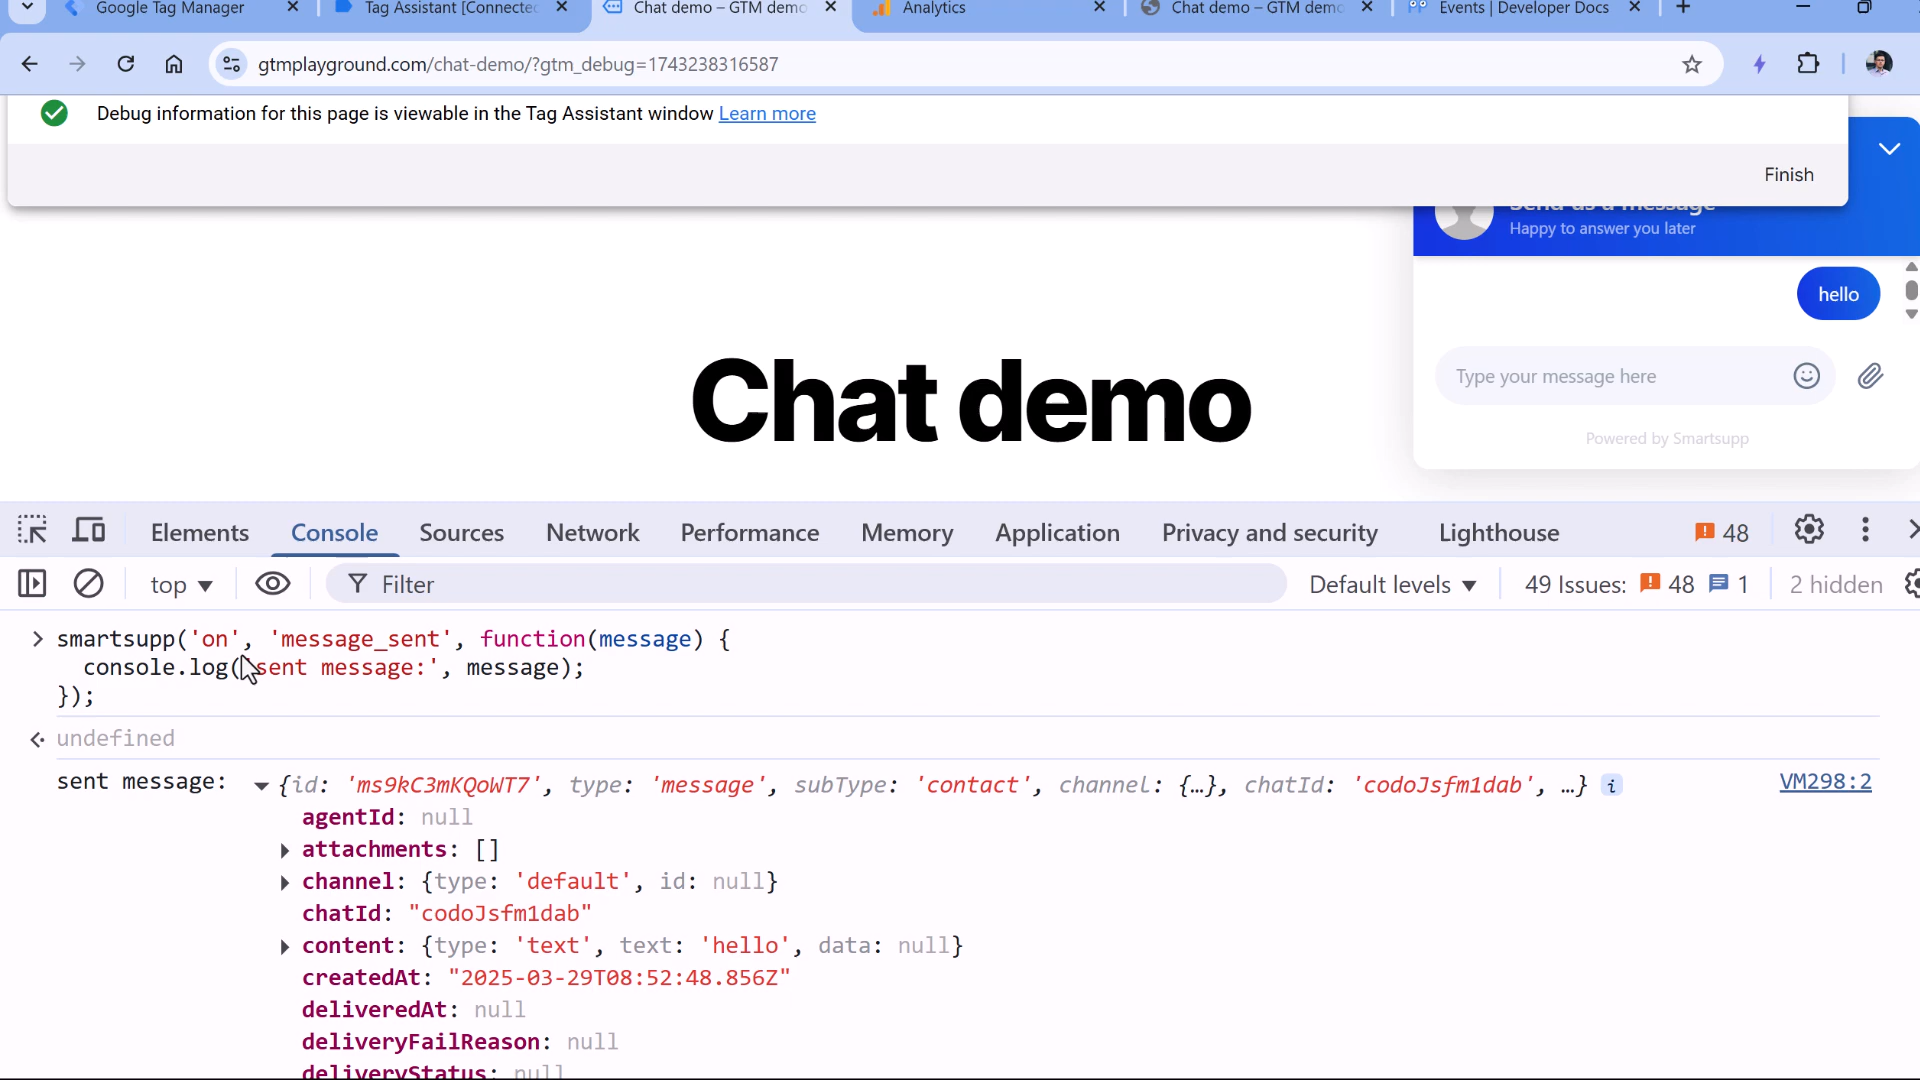 Google Tag Manager
Tag Assistant [Connected
Chat demo – GTM demo
Analytics
Chat demo – GTM demo
Events | Developer Docs
gtmplayground.com/chat-demo/?gtm_debug=1743238316587
Debug information for this page is viewable in the Tag Assistant window Learn more
Finish
Send us a message
Happy to answer you later
hello
Chat demo
Type your message here
Powered by Smartsupp
Elements Console Sources Network Performance Memory Application Privacy and security Lighthouse 48
top Filter Default levels 49 Issues: 48 1 2 hidden
smartsupp('on', 'message_sent', function(message) {
console.log('sent message:', message);
});
undefined
sent message: {id: 'ms9kC3mKQoWT7', type: 'message', subType: 'contact', channel: {…}, chatId: 'codoJsfm1dab', …} i VM298:2
agentId: null
attachments: []
channel: {type: 'default', id: null}
chatId: "codoJsfm1dab"
content: {type: 'text', text: 'hello', data: null}
createdAt: "2025-03-29T08:52:48.856Z"
deliveredAt: null
deliveryFailReason: null
deliveryStatus: null